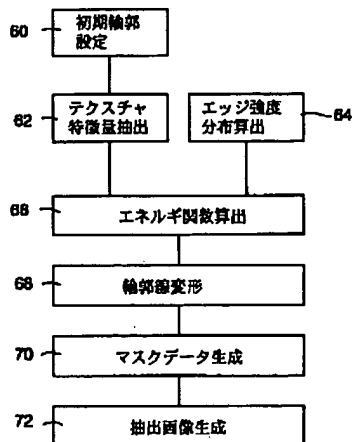 60
初期輪郭
設定
62
テクスチャ
特徴量抽出
エッジ強度
分布算出
64
66
エネルギ関数算出
68
輪郭線変形
70
マスクデータ生成
72
抽出画像生成